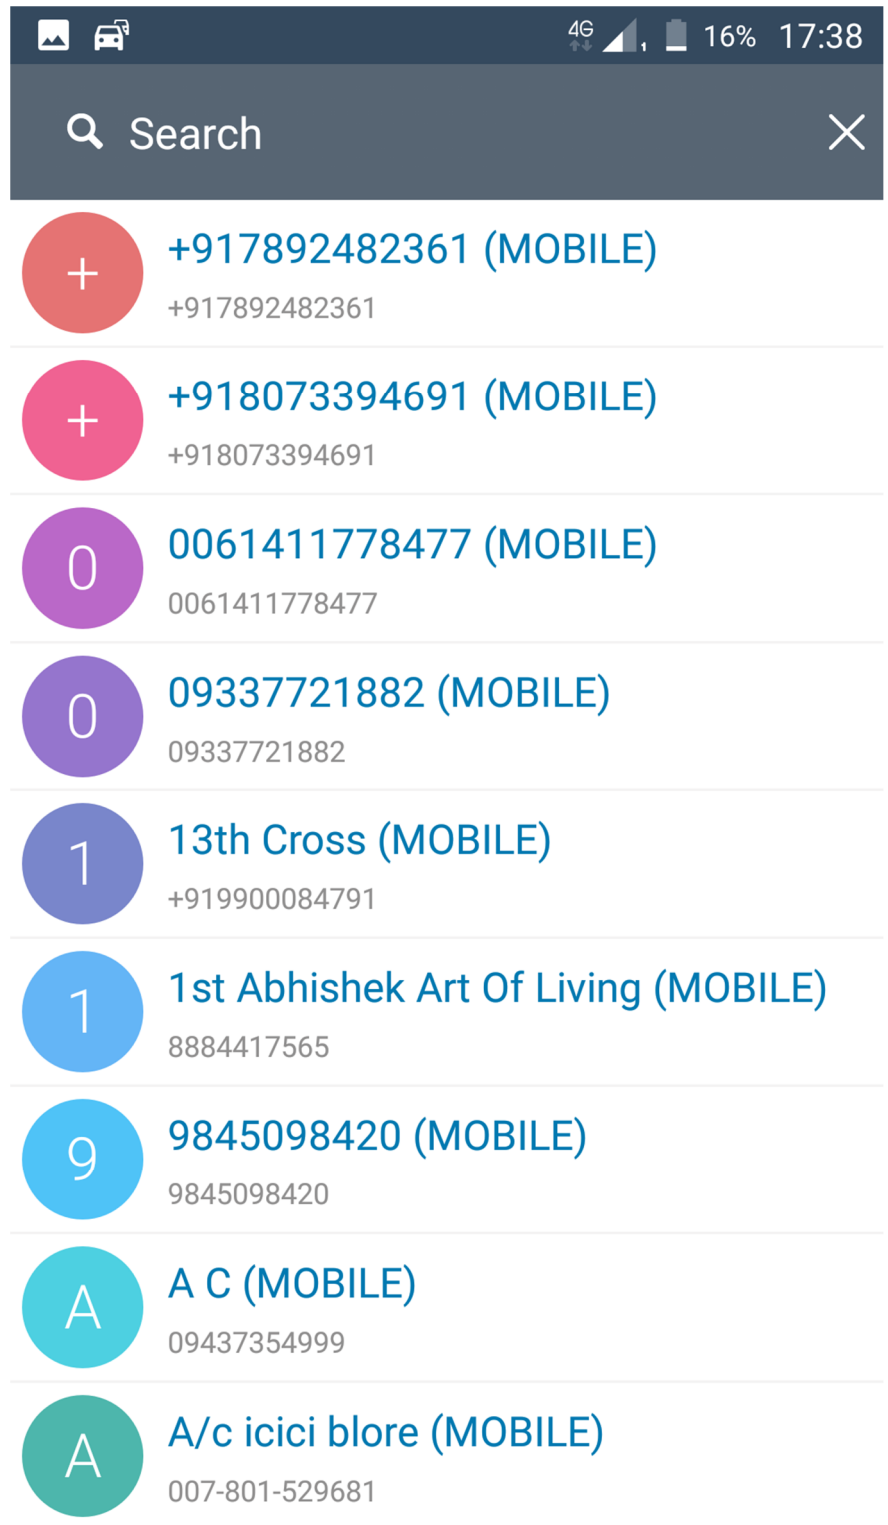 4G 1 16% 17:38
Search
+
+917892482361 (MOBILE)
+917892482361
+
+918073394691 (MOBILE)
+918073394691
0
0061411778477 (MOBILE)
0061411778477
0
09337721882 (MOBILE)
09337721882
1
13th Cross (MOBILE)
+919900084791
1
1st Abhishek Art Of Living (MOBILE)
8884417565
9
9845098420 (MOBILE)
9845098420
A
A C (MOBILE)
09437354999
A
A/c icici blore (MOBILE)
007-801-529681